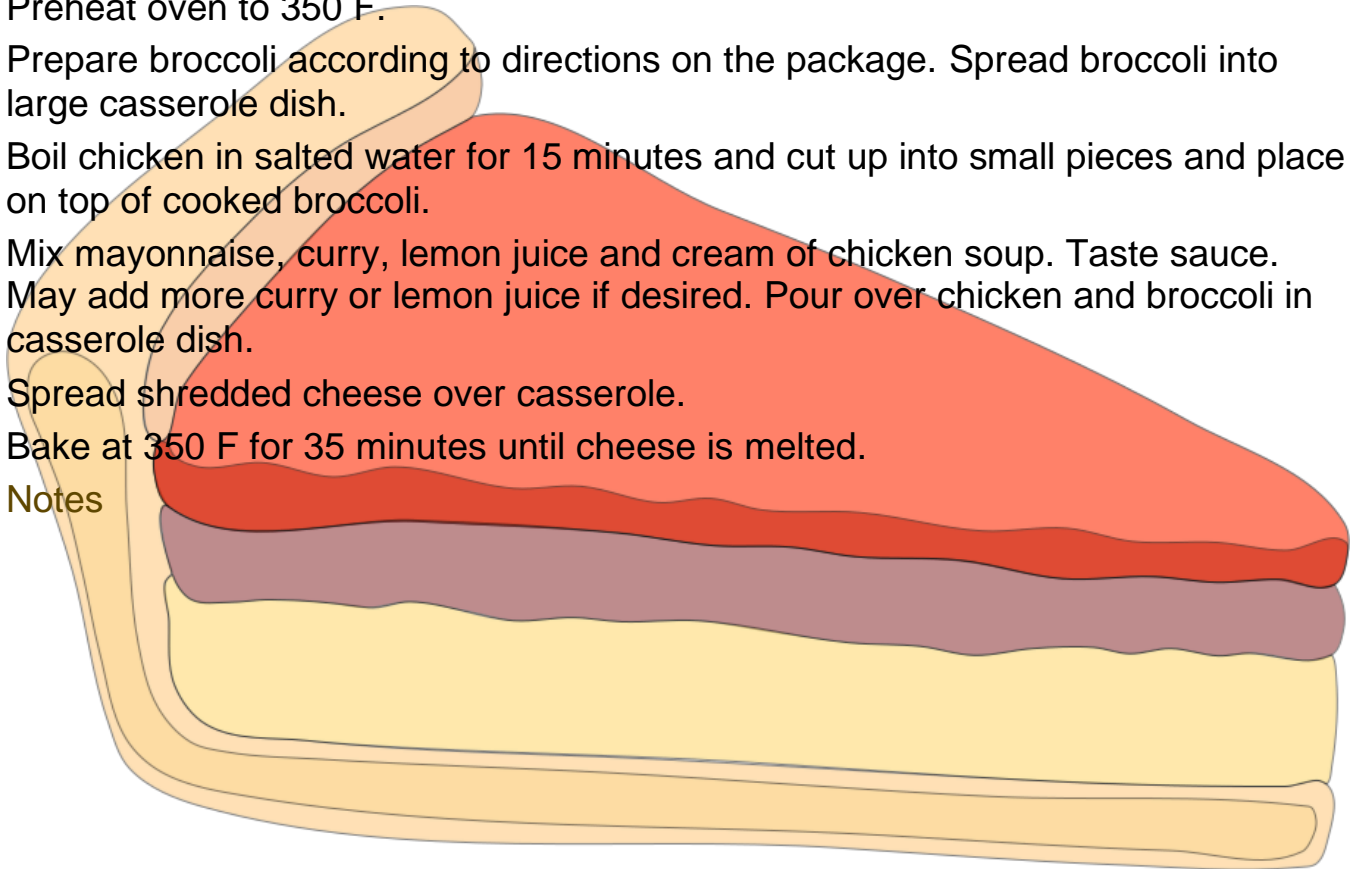 Preheat oven to 350 F.
Prepare broccoli according to directions on the package. Spread broccoli into
large casserole dish.
Boil chicken in salted water for 15 minutes and cut up into small pieces and place
on top of cooked broccoli.
Mix mayonnaise, curry, lemon juice and cream of chicken soup. Taste sauce.
May add more curry or lemon juice if desired. Pour over chicken and broccoli in
casserole dish.
Spread shredded cheese over casserole.
Bake at 350 F for 35 minutes until cheese is melted.
Notes